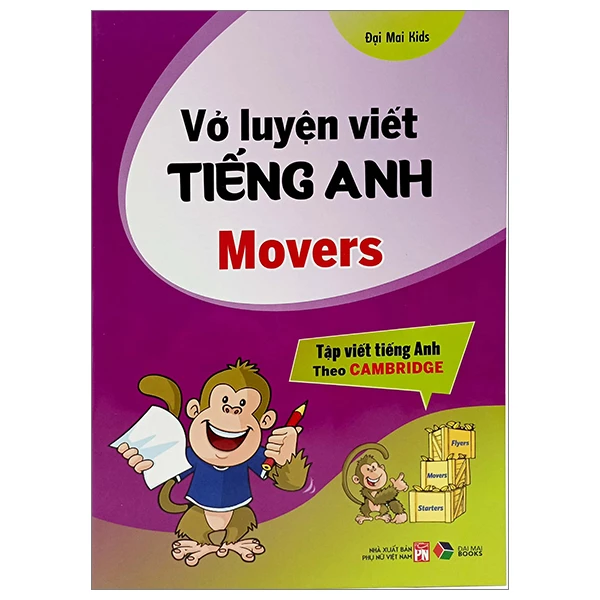 Đại Mai Kids
Vở luyện viết
TIẾNG ANH
Movers
Tập viết tiếng Anh
Theo CAMBRIDGE
Flyers
Movers
Starters
NHÀ XUẤT BẢN
PHỤ NỮ VIỆT NAM
PN
ĐẠI MAI
BOOKS